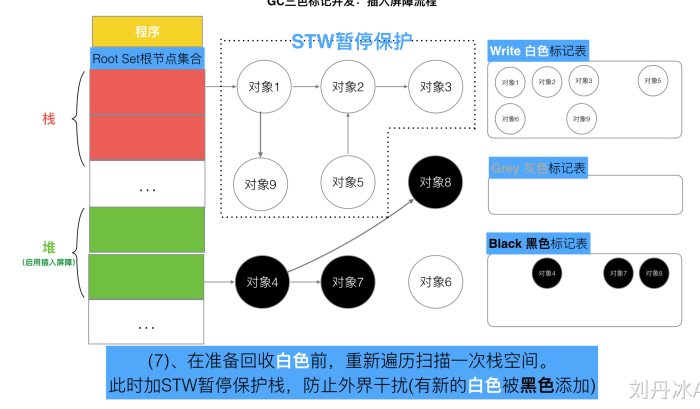 GC三色标记并发：插入屏障流程
程序
Root Set根节点集合
栈
...
堆
(启用插入屏障)
...
STW暂停保护
对象1
对象2
对象3
对象9
对象5
对象8
对象4
对象7
对象6
Write 白色标记表
对象1
对象2
对象3
对象5
对象6
对象9
Grey 灰色标记表
Black 黑色标记表
对象4
对象7
对象8
(7)、在准备回收白色前，重新遍历扫描一次栈空间。
此时加STW暂停保护栈，防止外界干扰(有新的白色被黑色添加)
刘丹冰